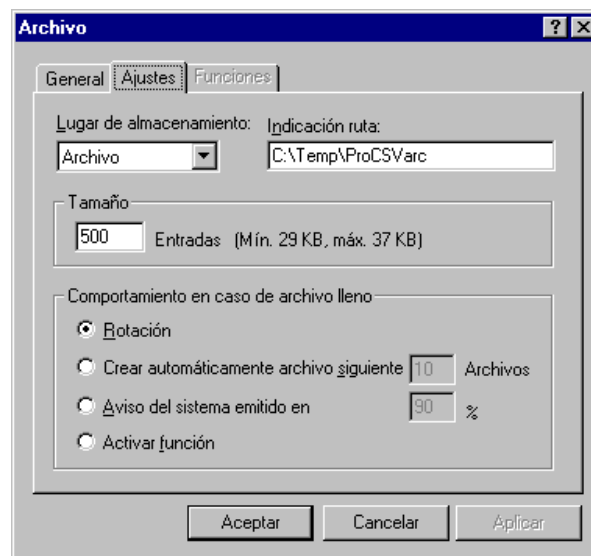 Archivo
General Ajustes Funciones
Lugar de almacenamiento: Indicación ruta:
Archivo C:\Temp\ProCSVarc
Tamaño
500 Entradas (Mín. 29 KB, máx. 37 KB)
Comportamiento en caso de archivo lleno
Rotación
Crear automáticamente archivo siguiente 10 Archivos
Aviso del sistema emitido en 90 %
Activar función
Aceptar Cancelar Aplicar